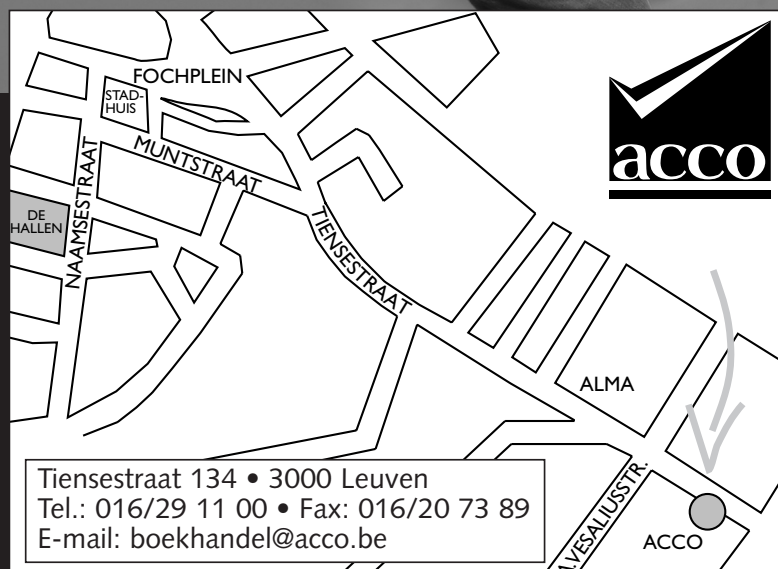 FOCHPLEIN
STAD-
HUIS
MUNTSTRAAT
NAAMSESTRAAT
DE
HALLEN
TIENSESTRAAT
acco
ALMA
A.VESALIUSSTR.
ACCO
Tiensestraat 134 • 3000 Leuven
Tel.: 016/29 11 00 • Fax: 016/20 73 89
E-mail: boekhandel@acco.be